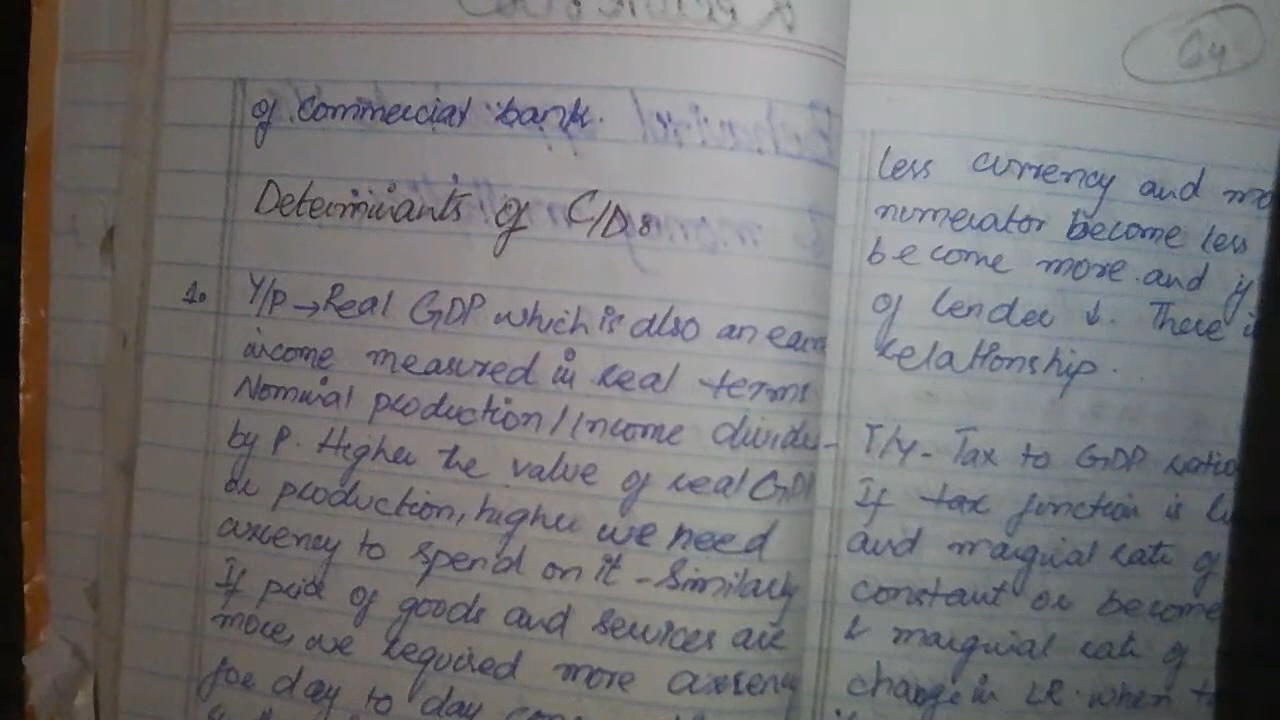 of commercial bank.
Determinants of C/D:
1. Y/P → Real GDP which is also an
income measured in real terms
Nominal production / Income divide
by P. Higher the value of real GDP
or production, higher we need
currency to spend on it - Similarly
If price of goods and services are
more, we required more currency
for day to day
64
less currency and
numerator become less
become more and if
of lender ↓. There
relationship.
T/Y - Tax to GDP ratio
If tax function is
and marginal rate of
constant or become
& marginal rate of
change in LR when